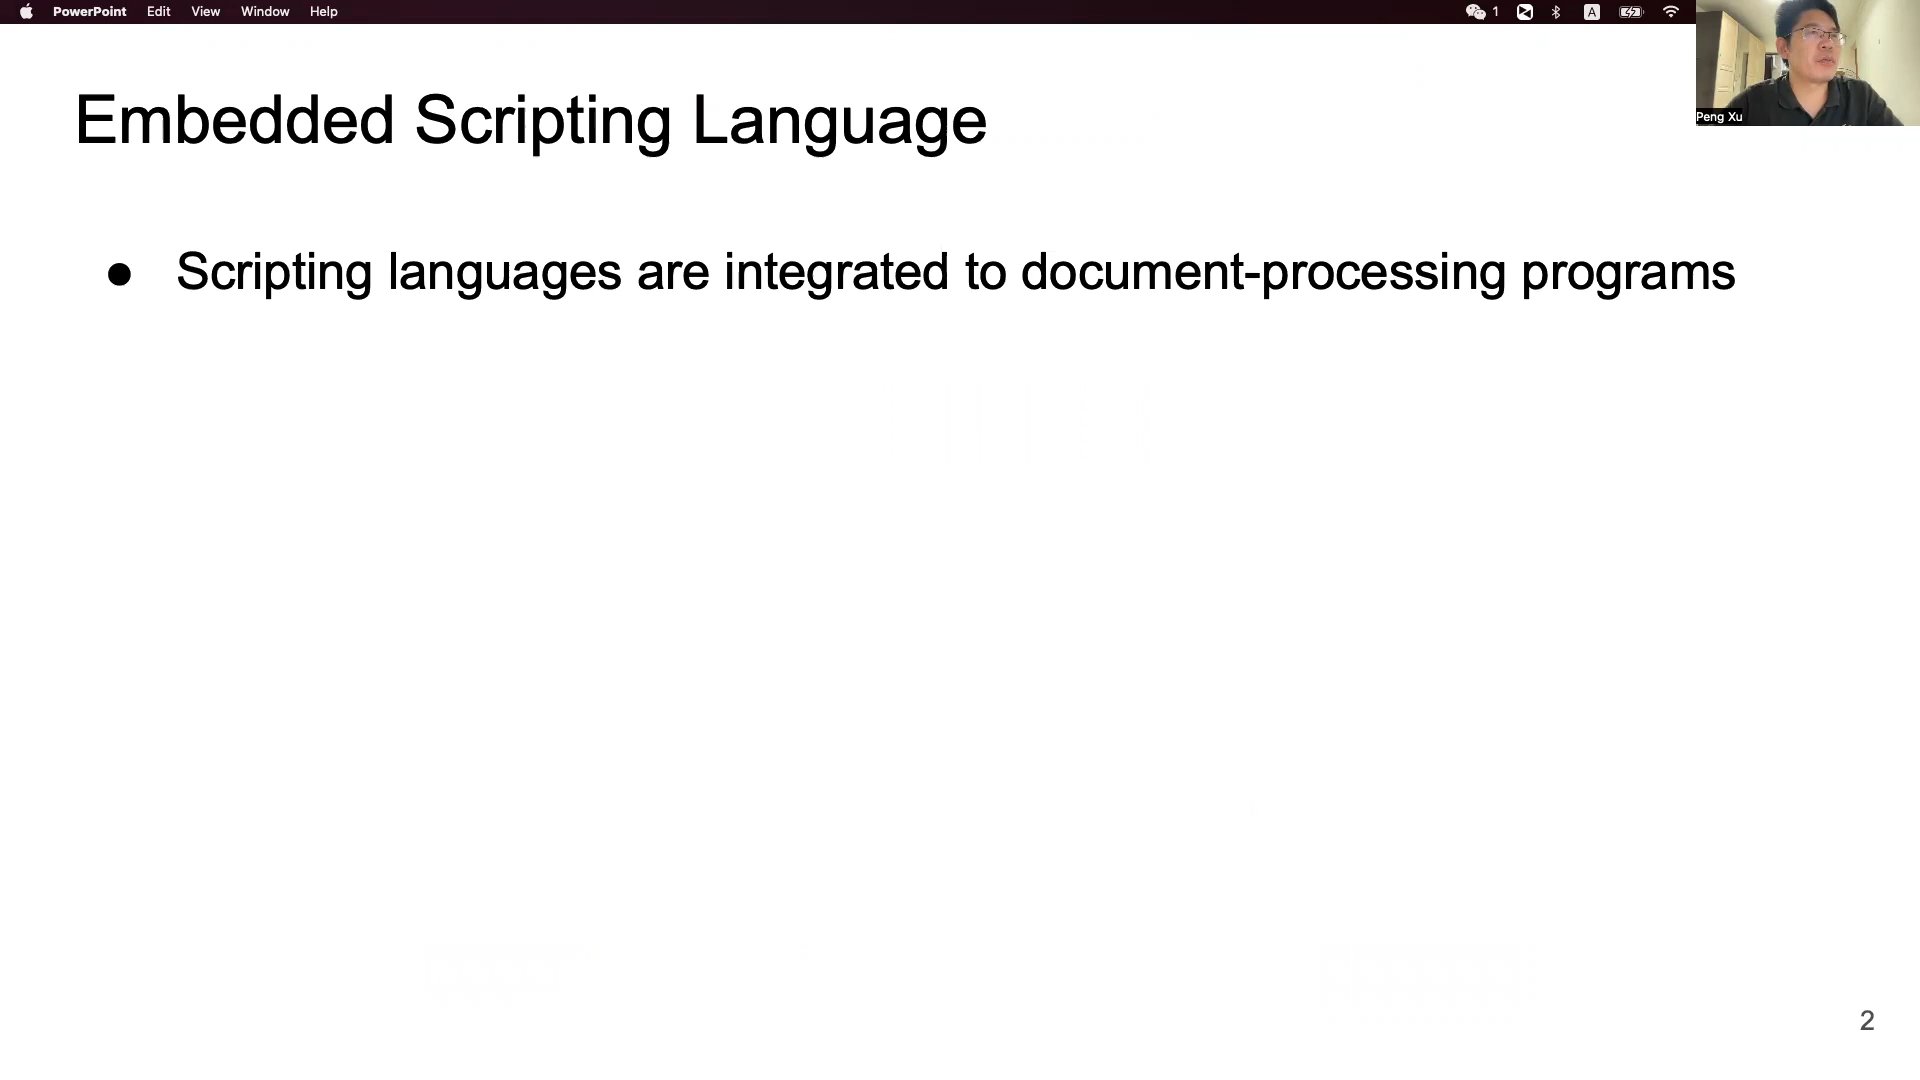 PowerPoint Edit View Window Help 1 A
Peng Xu
Embedded Scripting Language
● Scripting languages are integrated to document-processing programs
2